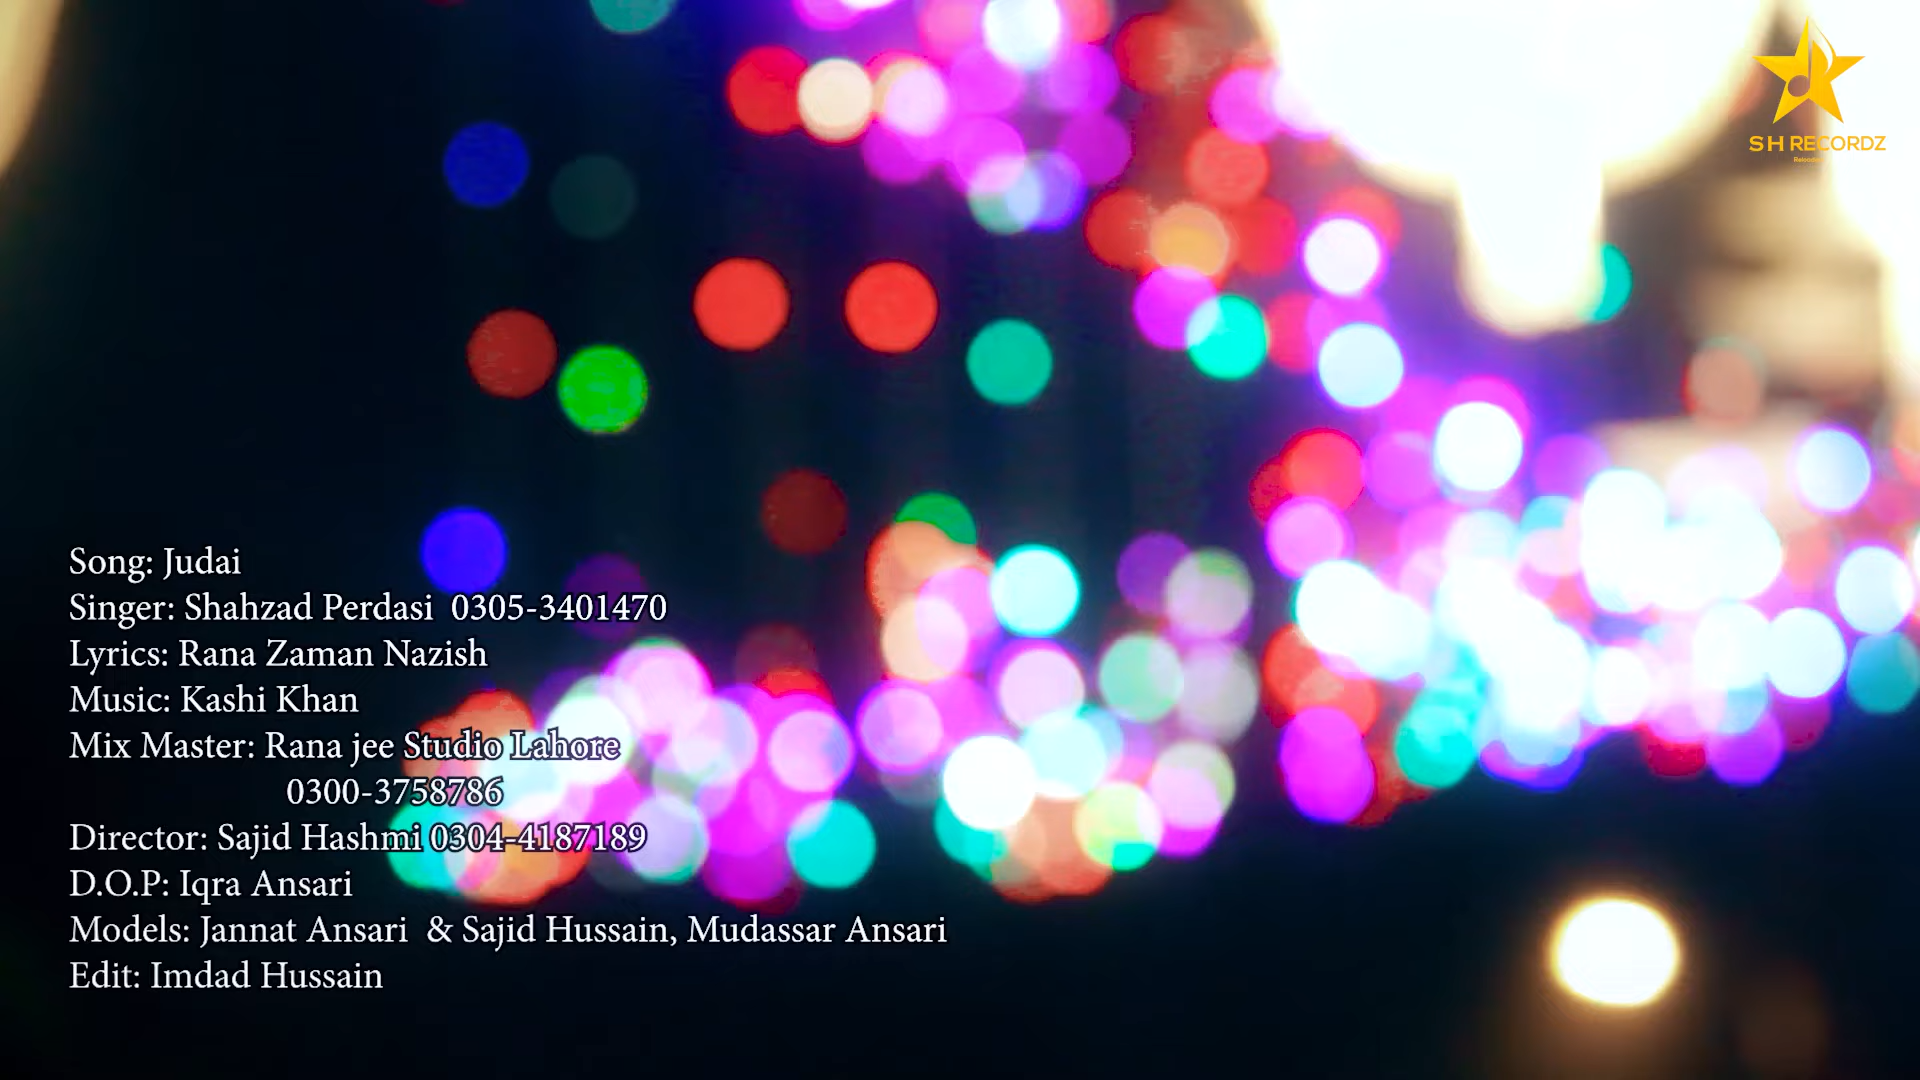 SH RECORDZ
Song: Judai
Singer: Shahzad Perdasi 0305-3401470
Lyrics: Rana Zaman Nazish
Music: Kashi Khan
Mix Master: Rana jee Studio Lahore
0300-3758786
Director: Sajid Hashmi 0304-4187189
D.O.P: Iqra Ansari
Models: Jannat Ansari & Sajid Hussain, Mudassar Ansari
Edit: Imdad Hussain